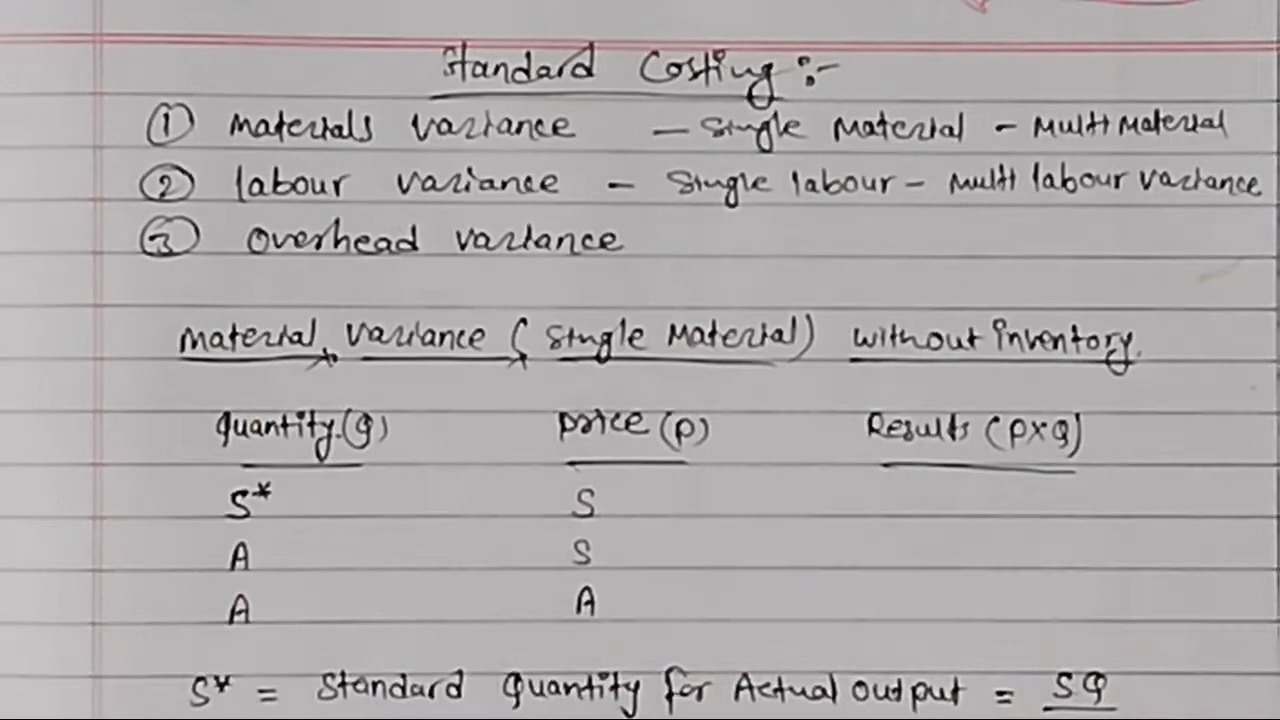 Standard Costing :-
① materials variance - single material - multi material
② labour variance - single labour - multi labour variance
③ overhead variance
material variance (single material) without inventory.
quantity.(Q) price (P) Results (P×Q)
S* S
A S
A A
S* = Standard quantity for Actual output = SQ